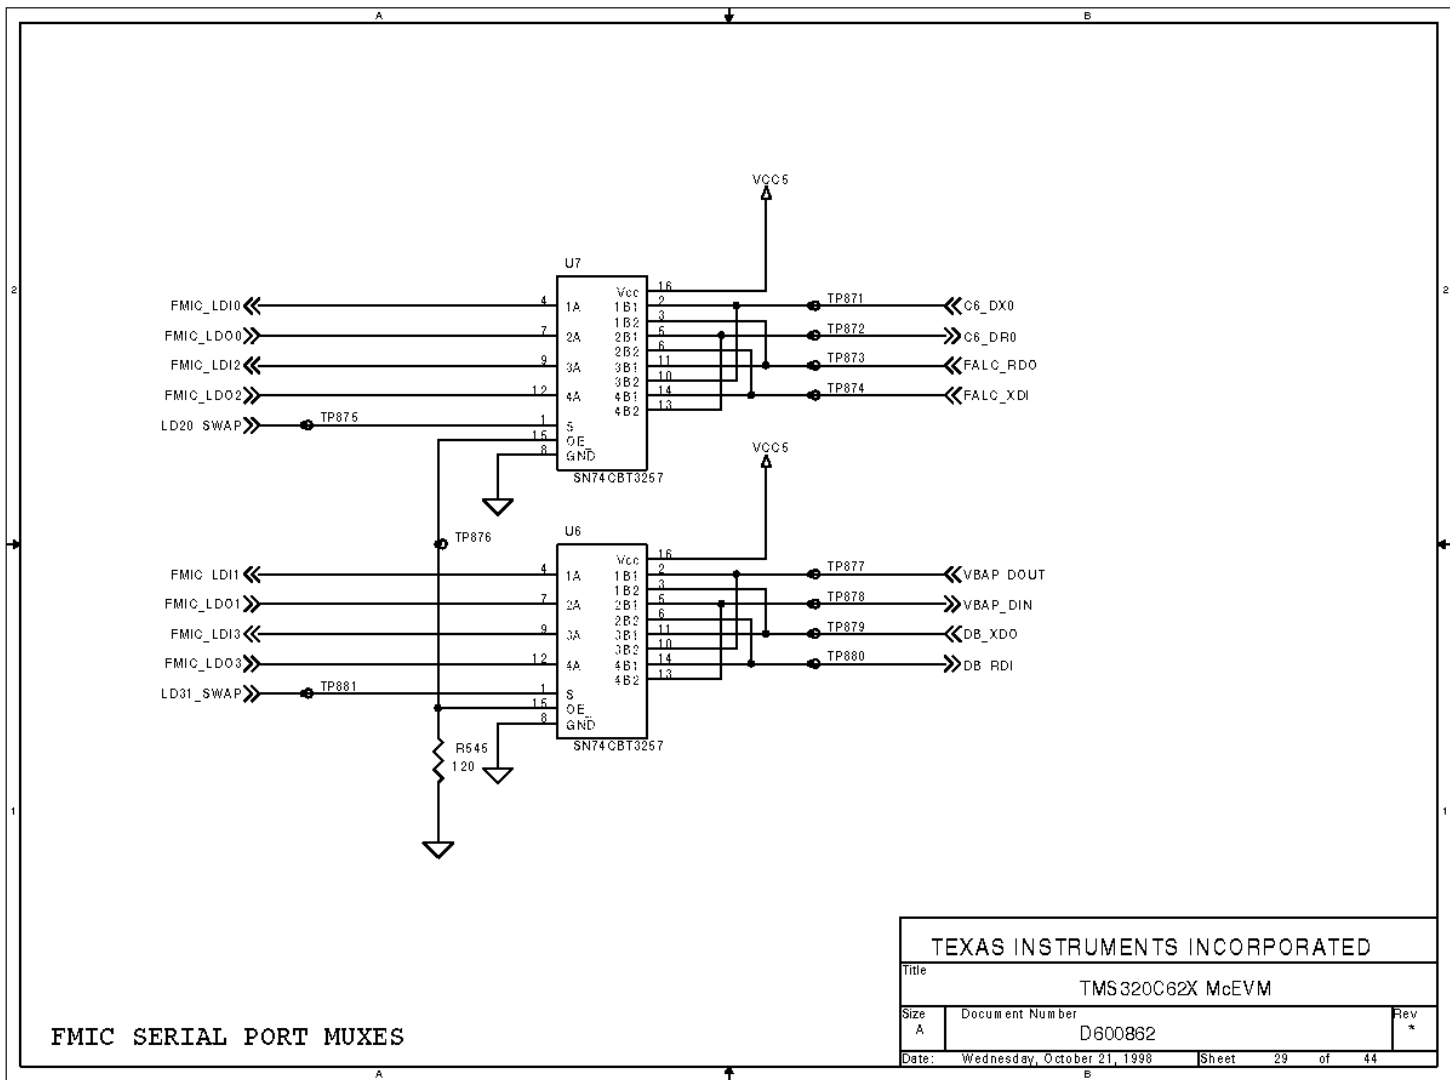 A B
VCC5
U7
2 2
Vcc 16
FMIC_LDI0 4 1A 1B1 2 TP871 C6_DX0
1B2 3
FMIC_LDO0 7 2A 2B1 5 TP872 C6_DR0
2B2 6
FMIC_LDI2 9 3A 3B1 11 TP873 FALC_RDO
3B2 10
FMIC_LDO2 12 4A 4B1 14 TP874 FALC_XDI
4B2 13
LD20_SWAP TP875 1 S
15 OE_
8 GND
SN74CBT3257
VCC5
U6
TP876
Vcc 16
FMIC_LDI1 4 1A 1B1 2 TP877 VBAP_DOUT
1B2 3
FMIC_LDO1 7 2A 2B1 5 TP878 VBAP_DIN
2B2 6
FMIC_LDI3 9 3A 3B1 11 TP879 DB_XDO
3B2 10
FMIC_LDO3 12 4A 4B1 14 TP880 DB_RDI
4B2 13
LD31_SWAP TP881 1 S
15 OE_
8 GND
SN74CBT3257
R545
120
1 1
TEXAS INSTRUMENTS INCORPORATED
Title
TMS320C62X McEVM
Size Document Number Rev
A D600862 *
Date: Wednesday, October 21, 1998 Sheet 29 of 44
FMIC SERIAL PORT MUXES
A B